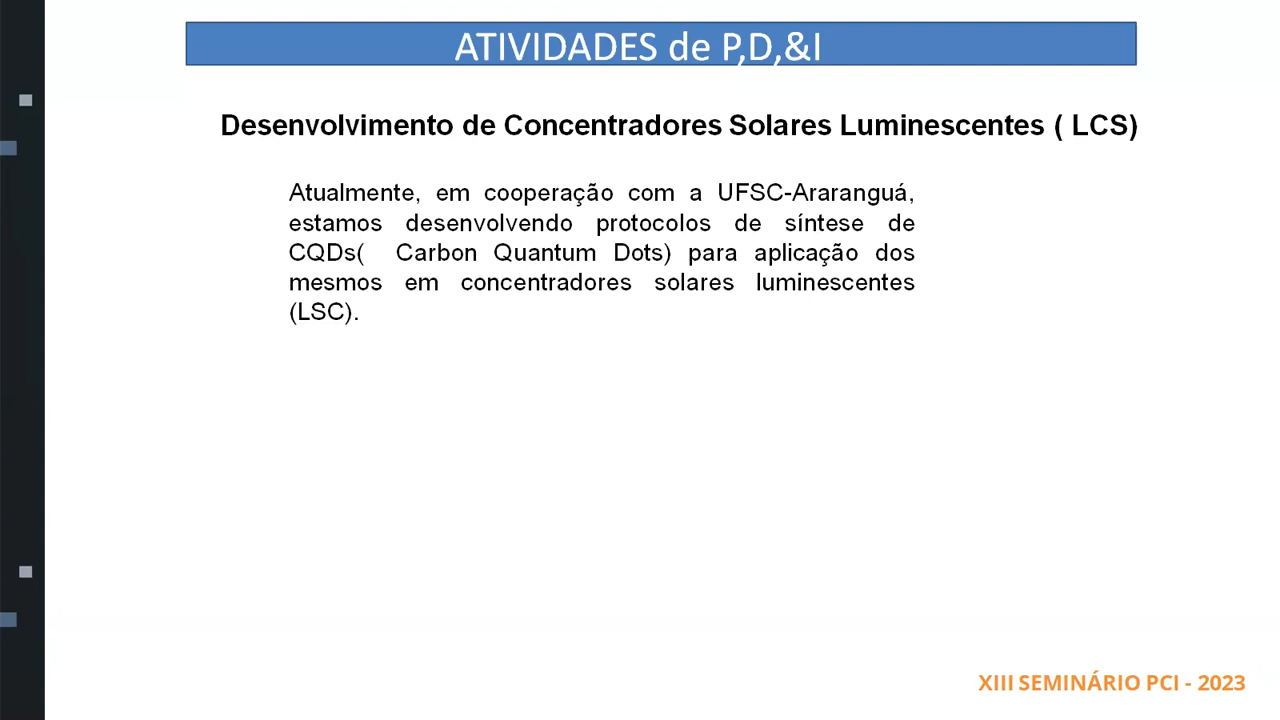 ATIVIDADES de P,D,&I
Desenvolvimento de Concentradores Solares Luminescentes ( LCS)
Atualmente, em cooperação com a UFSC-Araranguá,
estamos desenvolvendo protocolos de síntese de
CQDs( Carbon Quantum Dots) para aplicação dos
mesmos em concentradores solares luminescentes
(LSC).
XIII SEMINÁRIO PCI - 2023